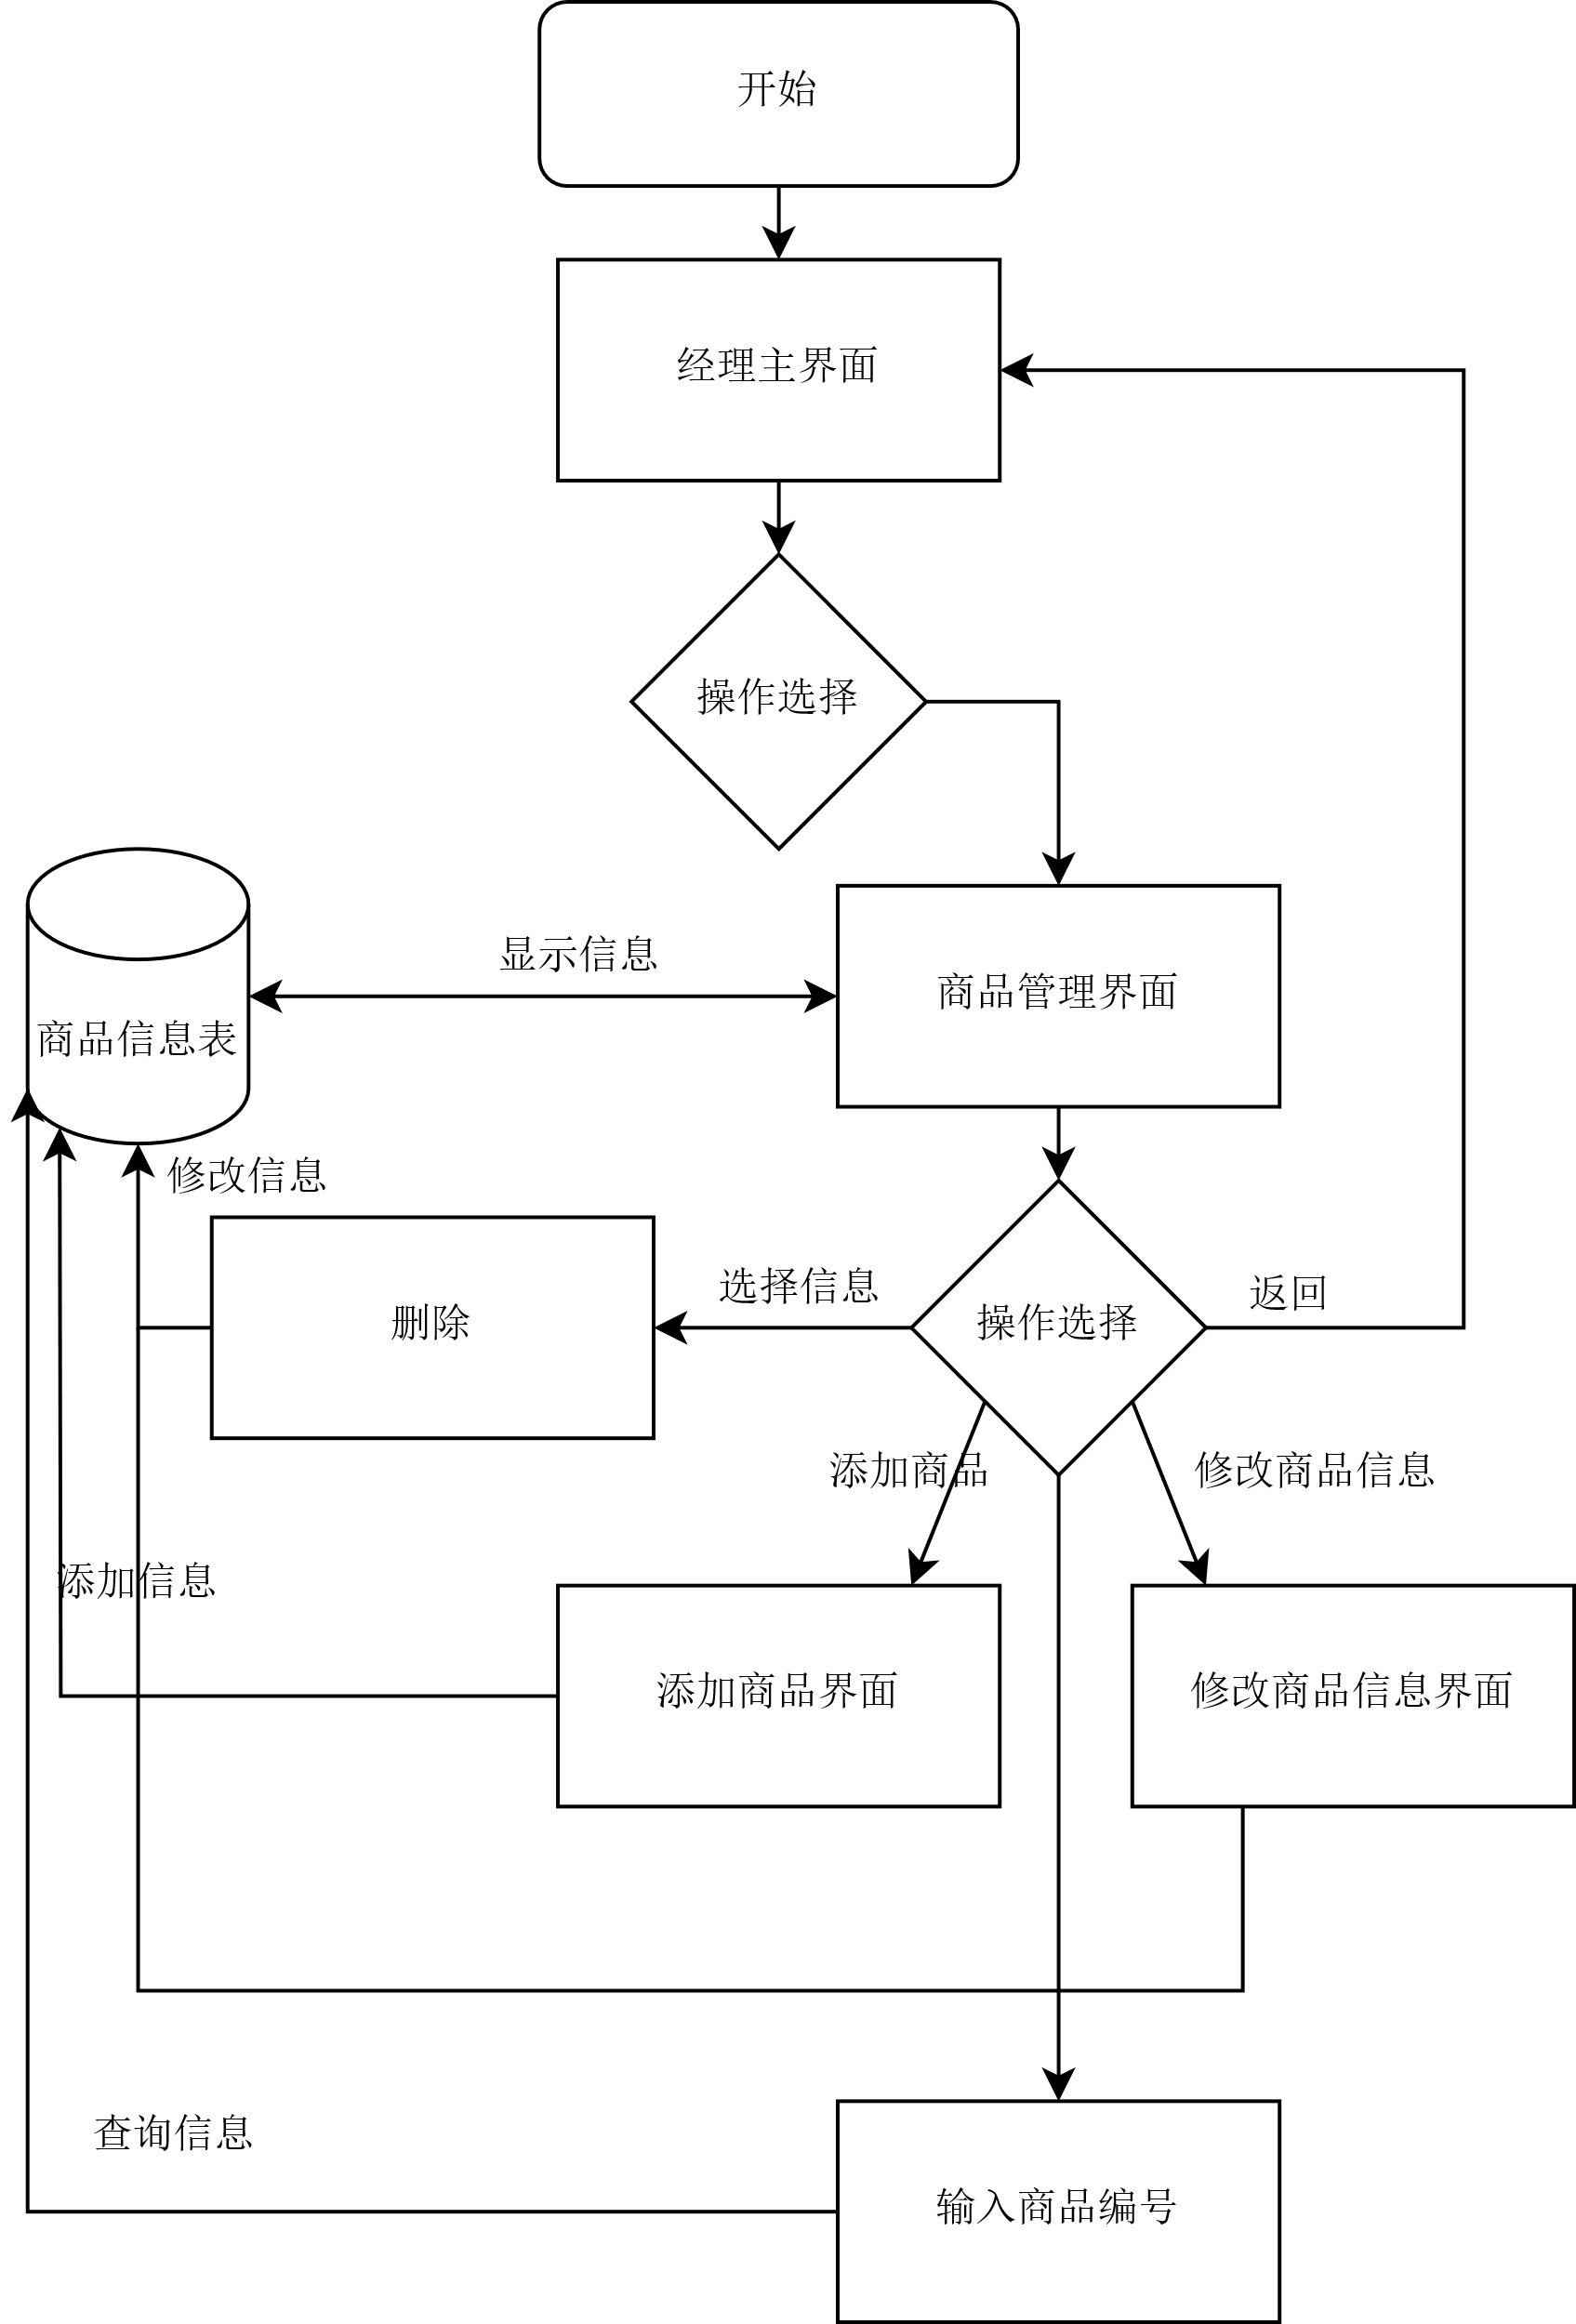 开始
经理主界面
操作选择
显示信息
商品管理界面
商品信息表
修改信息
选择信息
返回
删除
操作选择
添加商品
修改商品信息
添加信息
添加商品界面
修改商品信息界面
查询信息
输入商品编号